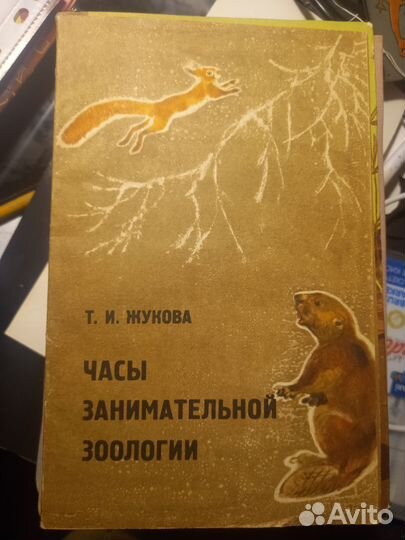 Т. И. ЖУКОВА
ЧАСЫ
ЗАНИМАТЕЛЬНОЙ
ЗООЛОГИИ
Avito